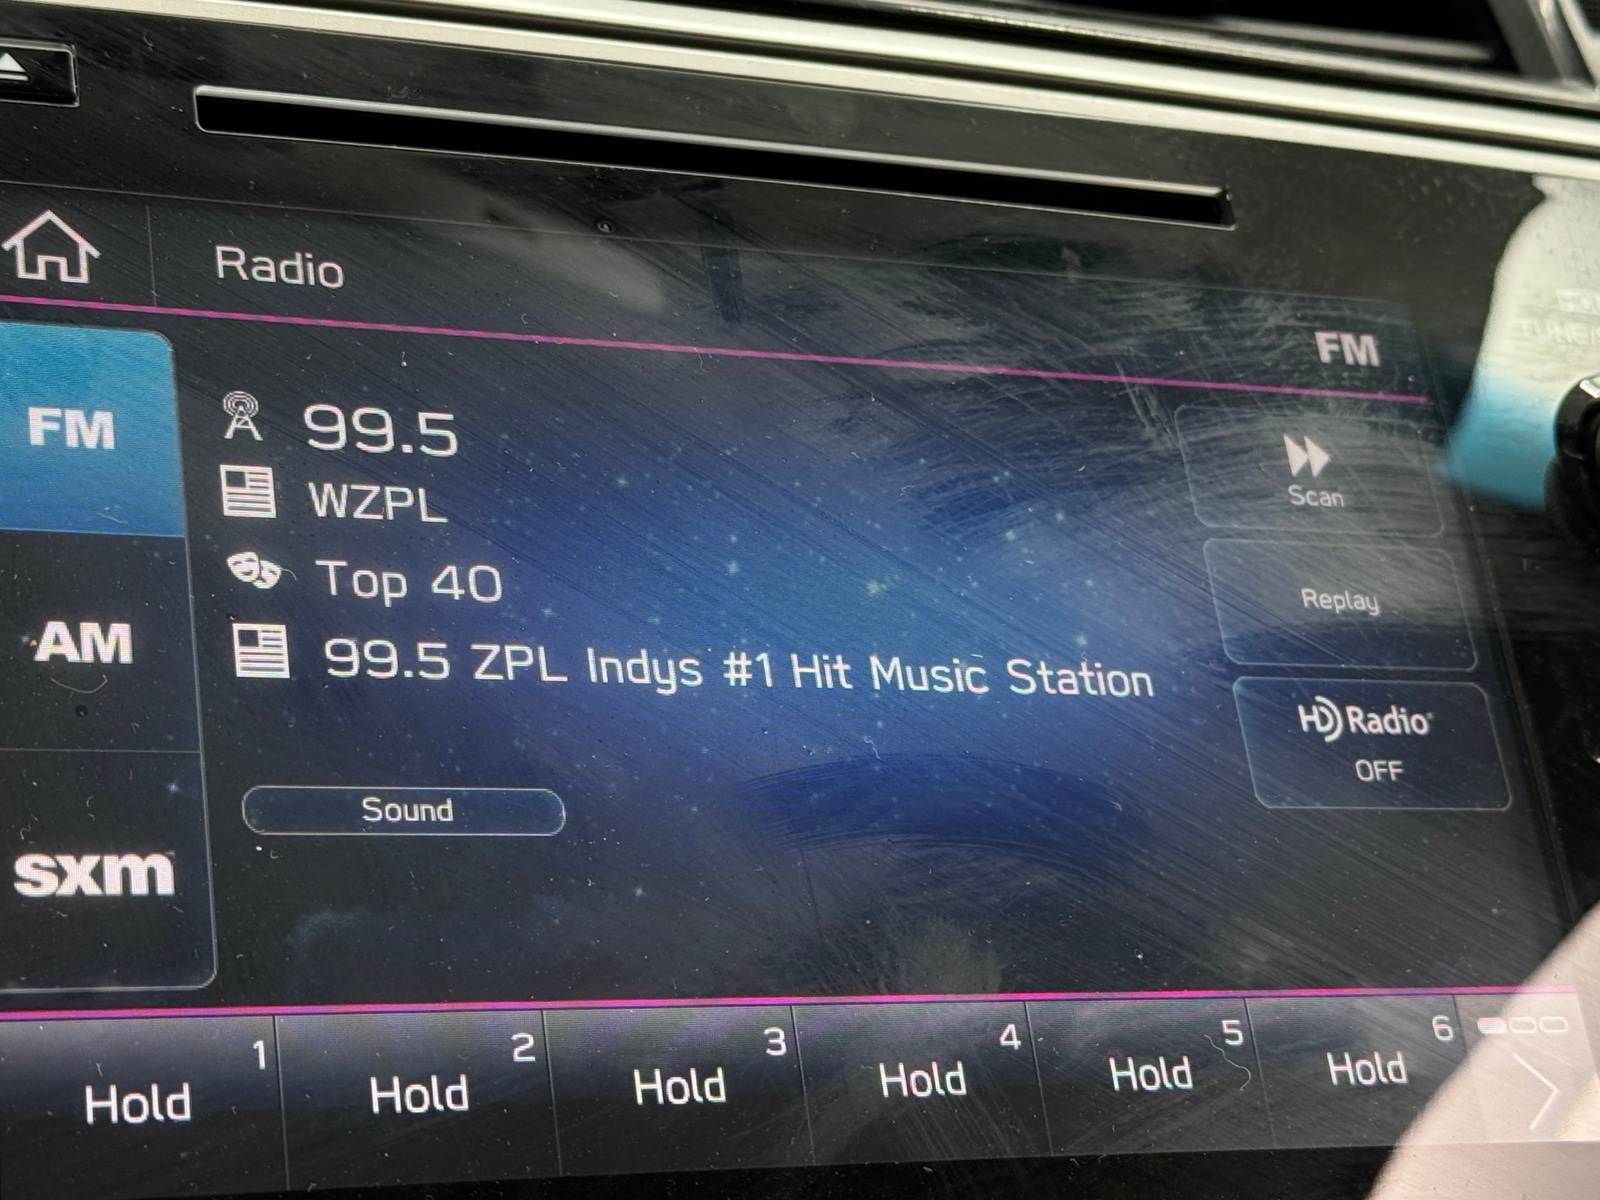 Radio
FM
FM
AM
sxm
99.5
WZPL
Top 40
99.5 ZPL Indys #1 Hit Music Station
Sound
Scan
Replay
HD Radio
OFF
1
Hold
2
Hold
3
Hold
4
Hold
5
Hold
6
Hold